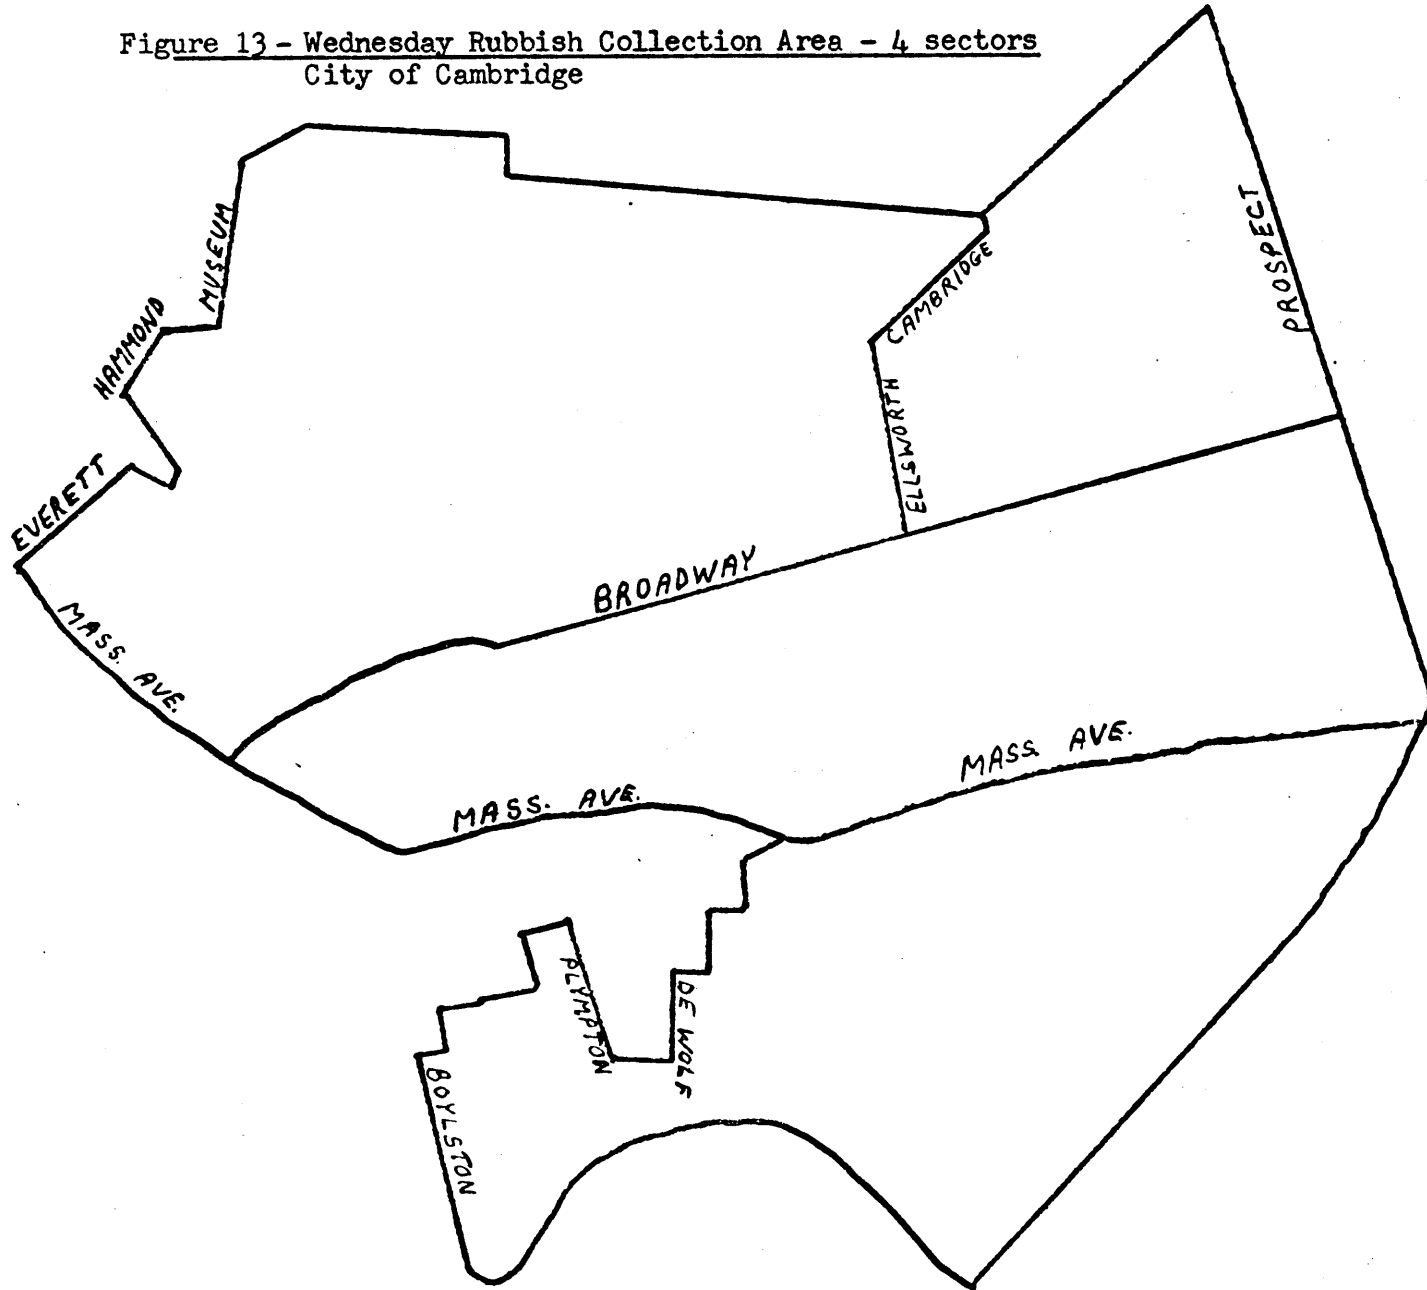 Figure 13 - Wednesday Rubbish Collection Area - 4 sectors
City of Cambridge
PROSPECT
MUSEUM
CAMBRIDGE
HAMMOND
ELLSWORTH
EVERETT
BROADWAY
MASS. AVE.
MASS. AVE.
MASS. AVE.
PLYMPTON
DE WOLF
BOYLSTON